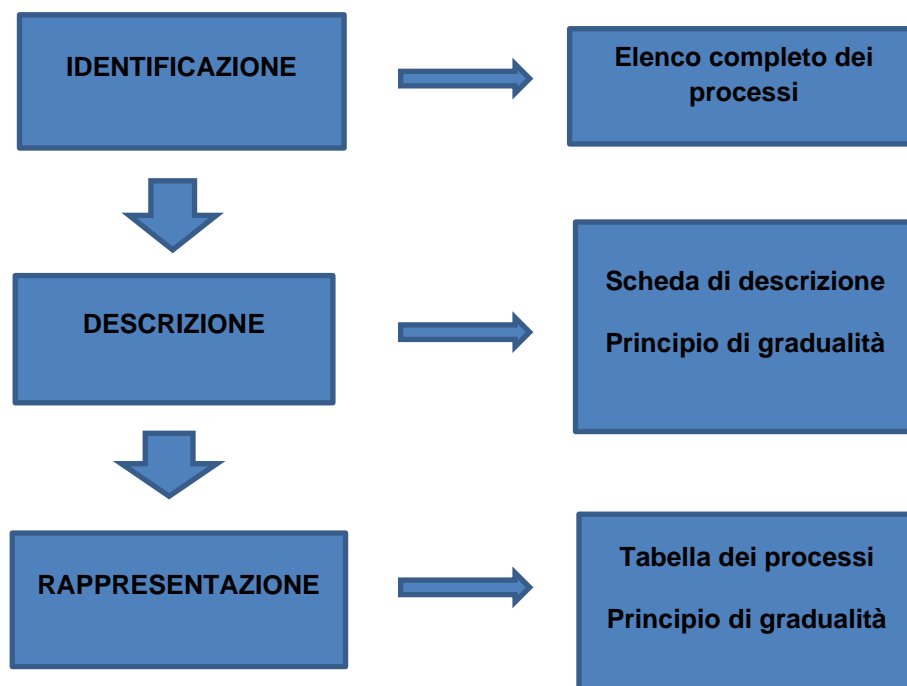 IDENTIFICAZIONE
Elenco completo dei
processi
DESCRIZIONE
Scheda di descrizione
Principio di gradualità
RAPPRESENTAZIONE
Tabella dei processi
Principio di gradualità